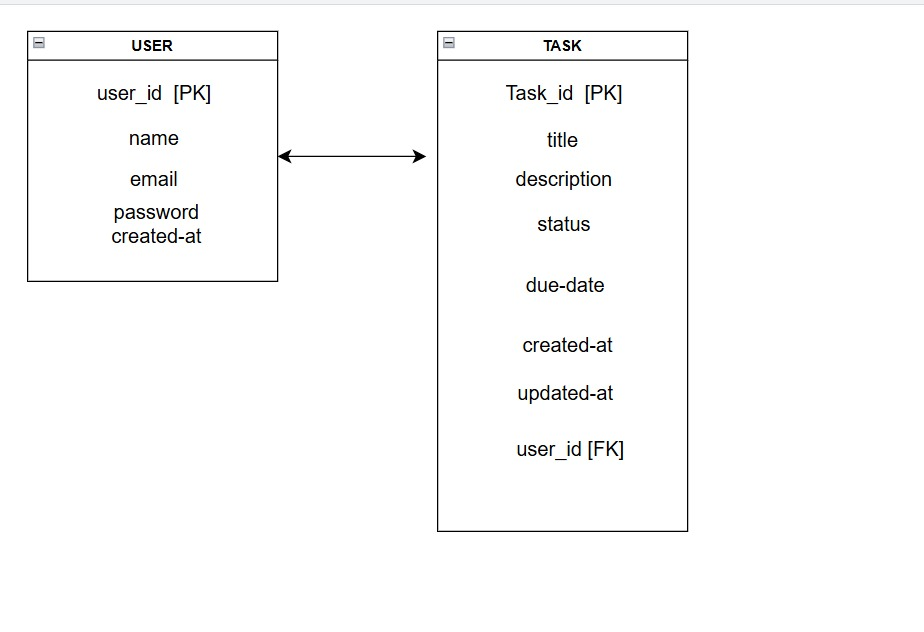 USER
user_id [PK]
name
email
password
created-at
TASK
Task_id [PK]
title
description
status
due-date
created-at
updated-at
user_id [FK]